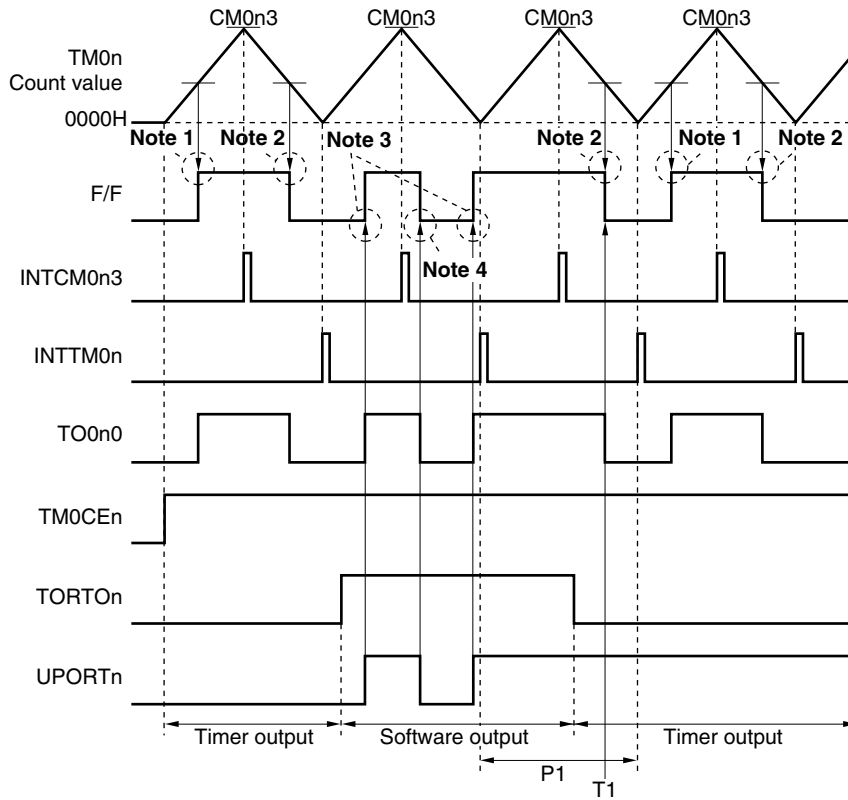 CM0n3 CM0n3 CM0n3 CM0n3
TM0n
Count value
0000H
Note 1 Note 2 Note 3 Note 2 Note 1 Note 2
F/F
Note 4
INTCM0n3
INTTM0n
TO0n0
TM0CEn
TORTOn
UPORTn
Timer output Software output Timer output
P1
T1